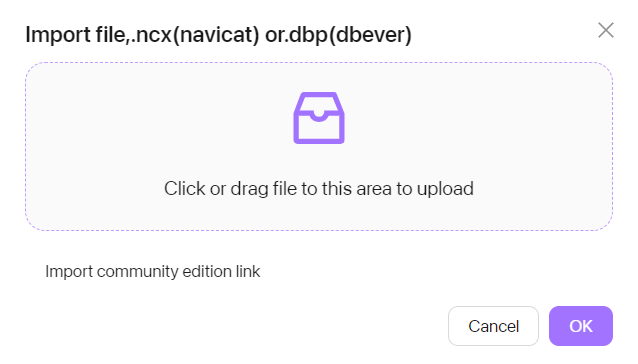 Import file,.ncx(navicat) or.dbp(dbever)
Click or drag file to this area to upload
Import community edition link
Cancel
OK